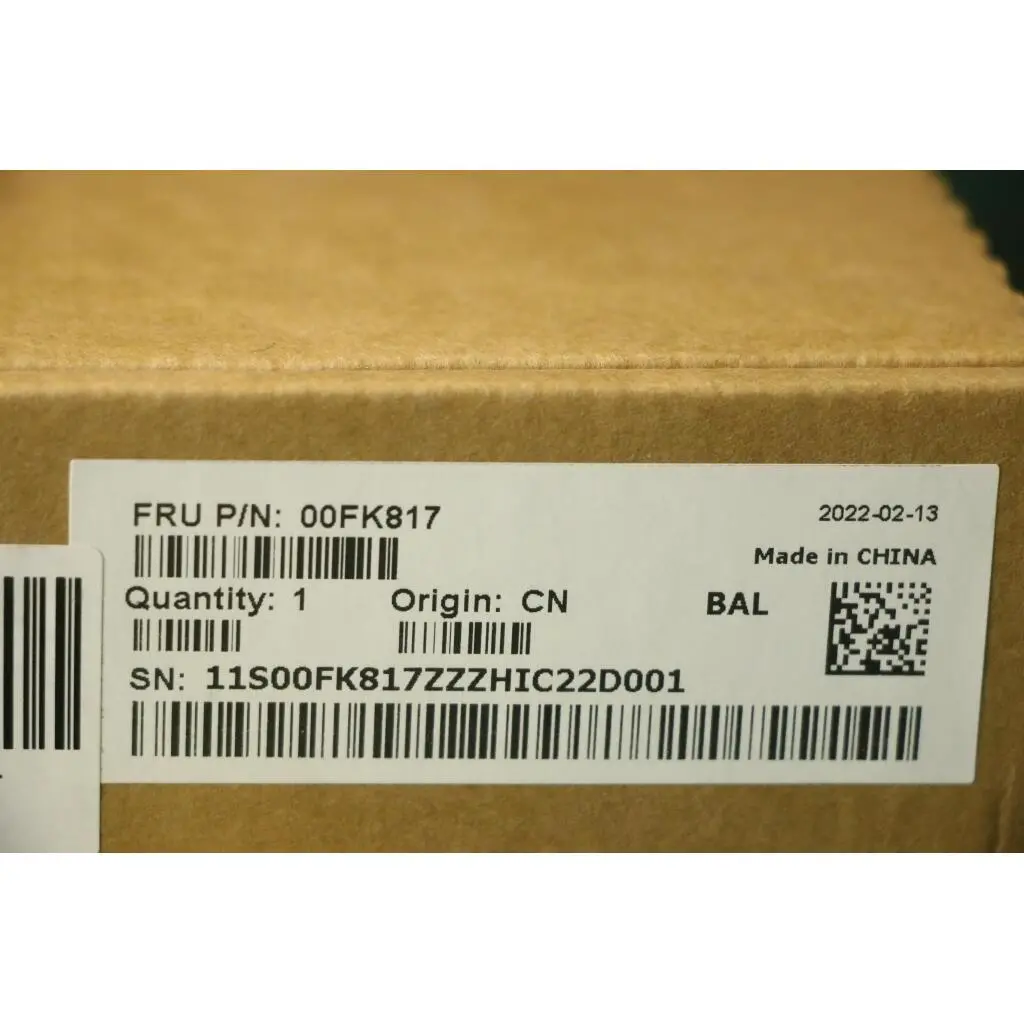 FRU P/N: 00FK817
2022-02-13
Made in CHINA
Quantity: 1
Origin: CN
BAL
SN: 11S00FK817ZZZHIC22D001